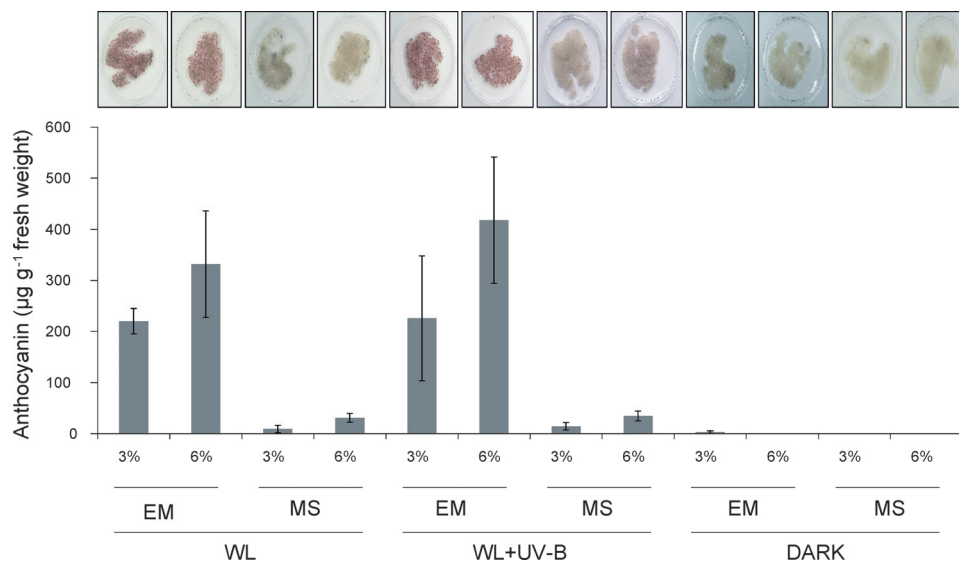 Anthocyanin (µg g⁻¹ fresh weight)
600
500
400
300
200
100
0
3% 6% 3% 6% 3% 6% 3% 6% 3% 6% 3% 6%
EM MS EM MS EM MS
WL WL+UV-B DARK